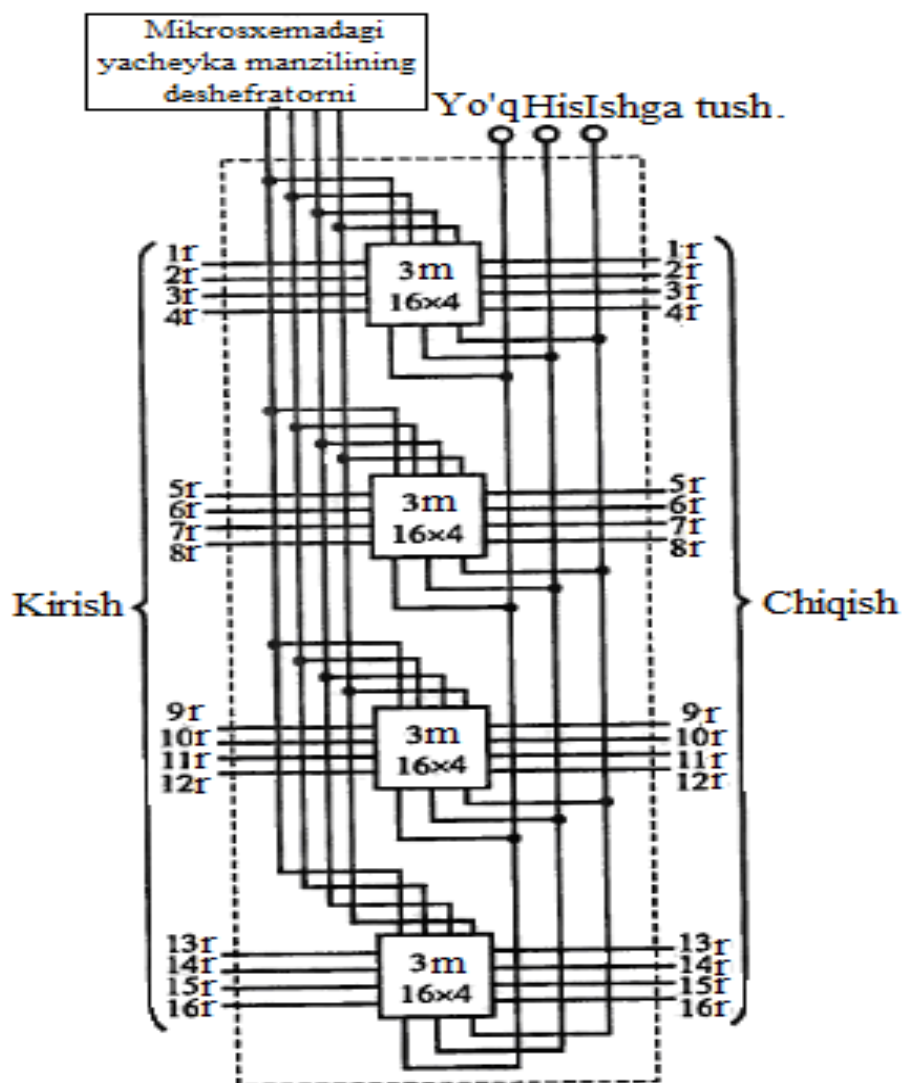 Mikrosxemadagi
yacheyka manzilining
deshefratorni
Yo'q His Ishga tush.
1r
2r
3r
4r
3m
16×4
1r
2r
3r
4r
5r
6r
7r
8r
3m
16×4
5r
6r
7r
8r
Kirish
Chiqish
9r
10r
11r
12r
3m
16×4
9r
10r
11r
12r
13r
14r
15r
16r
3m
16×4
13r
14r
15r
16r